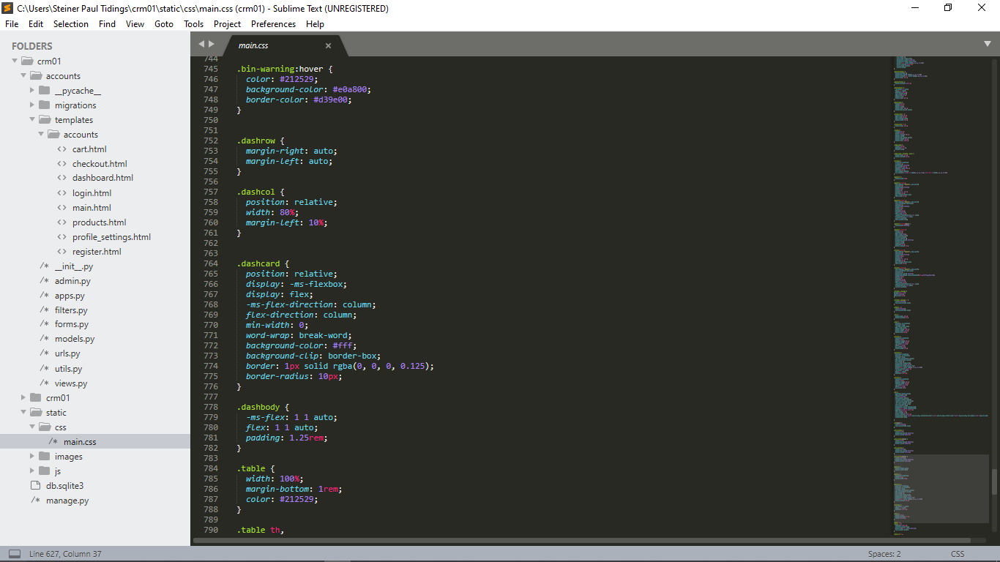 C:\Users\Steiner Paul Tidings\crm01\static\css\main.css (crm01) - Sublime Text (UNREGISTERED)
File Edit Selection Find View Goto Tools Project Preferences Help
FOLDERS
crm01
accounts
__pycache__
migrations
templates
accounts
<> cart.html
<> checkout.html
<> dashboard.html
<> login.html
<> main.html
<> products.html
<> profile_settings.html
<> register.html
/* __init__.py
/* admin.py
/* apps.py
/* filters.py
/* forms.py
/* models.py
/* urls.py
/* utils.py
/* views.py
crm01
static
css
/* main.css
images
js
db.sqlite3
/* manage.py
main.css ×
744
745 .bin-warning:hover {
746 color: #212529;
747 background-color: #e0a800;
748 border-color: #d39e00;
749 }
750
751
752 .dashrow {
753 margin-right: auto;
754 margin-left: auto;
755 }
756
757 .dashcol {
758 position: relative;
759 width: 80%;
760 margin-left: 10%;
761 }
762
763
764 .dashcard {
765 position: relative;
766 display: -ms-flexbox;
767 display: flex;
768 -ms-flex-direction: column;
769 flex-direction: column;
770 min-width: 0;
771 word-wrap: break-word;
772 background-color: #fff;
773 background-clip: border-box;
774 border: 1px solid rgba(0, 0, 0, 0.125);
775 border-radius: 10px;
776 }
777
778 .dashbody {
779 -ms-flex: 1 1 auto;
780 flex: 1 1 auto;
781 padding: 1.25rem;
782 }
783
784 .table {
785 width: 100%;
786 margin-bottom: 1rem;
787 color: #212529;
788 }
789
790 .table th,
Line 627, Column 37
Spaces: 2
CSS